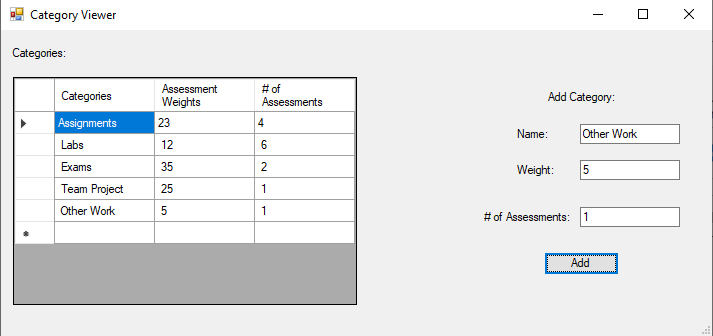 Category Viewer
Categories:
Categories Assessment Weights # of Assessments
Assignments 23 4
Labs 12 6
Exams 35 2
Team Project 25 1
Other Work 5 1
Add Category:
Name: Other Work
Weight: 5
# of Assessments: 1
Add